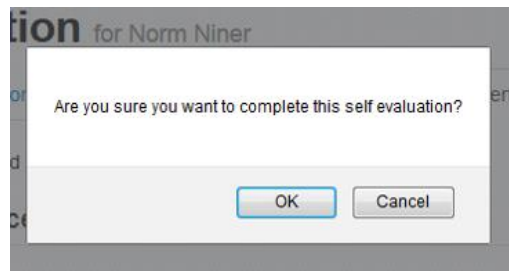 tion for Norm Niner
Are you sure you want to complete this self evaluation?
OK Cancel